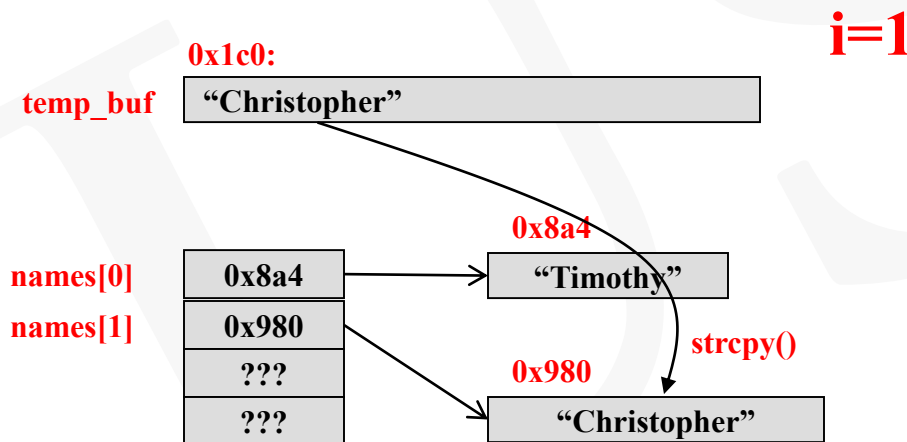 i=1
0x1c0:
temp_buf “Christopher”
0x8a4
names[0] 0x8a4 “Timothy”
names[1] 0x980
strcpy()
??? 0x980
??? “Christopher”